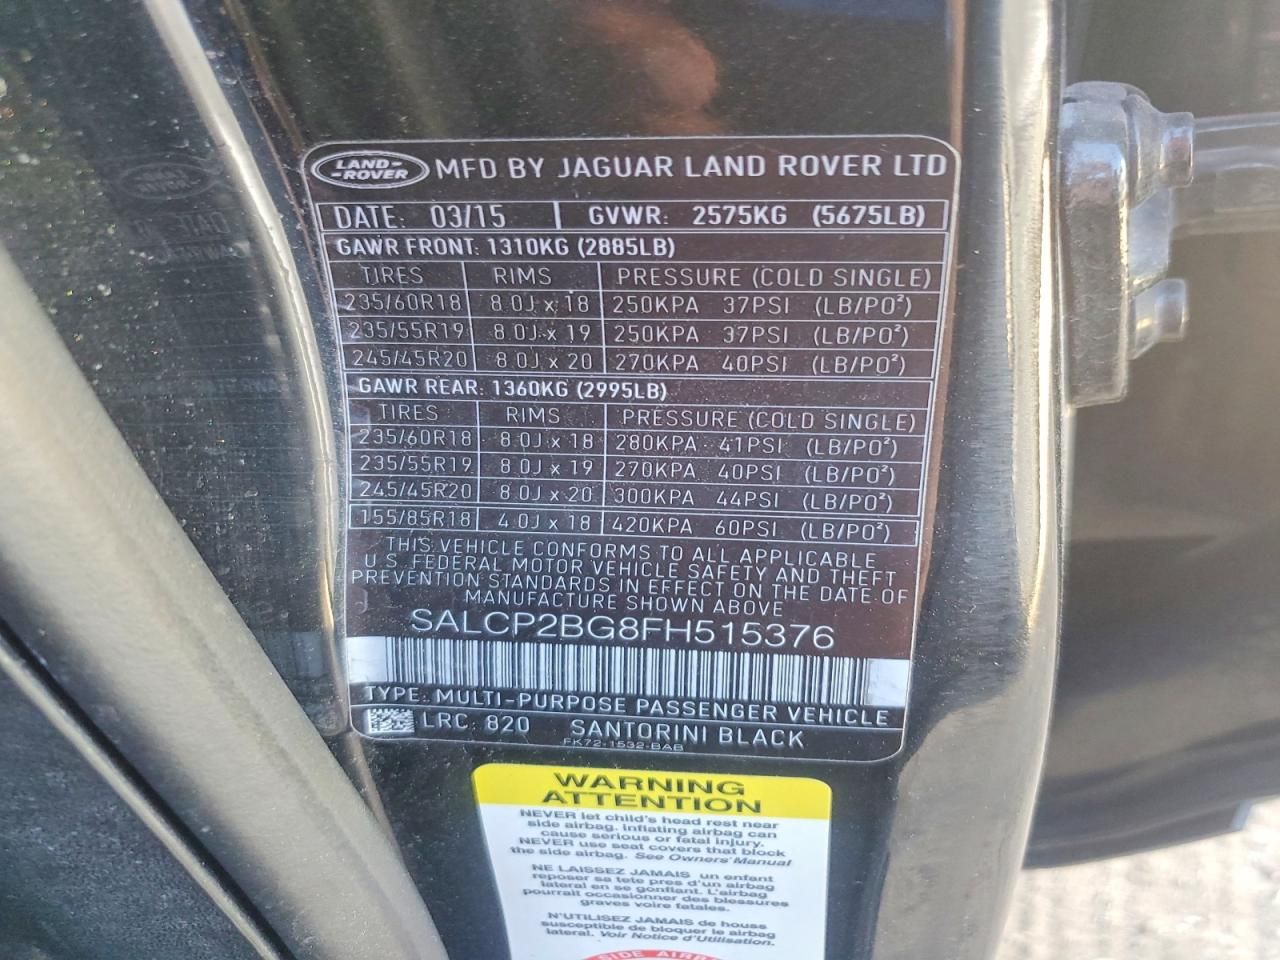 LAND-
-ROVER
MFD BY JAGUAR LAND ROVER LTD
DATE: 03/15 GVWR: 2575KG (5675LB)
GAWR FRONT: 1310KG (2885LB)
TIRES RIMS PRESSURE (COLD SINGLE)
235/60R18 8.0J x 18 250KPA 37PSI (LB/PO²)
235/55R19 8.0J x 19 250KPA 37PSI (LB/PO²)
245/45R20 8.0J x 20 270KPA 40PSI (LB/PO²)
GAWR REAR: 1360KG (2995LB)
TIRES RIMS PRESSURE (COLD SINGLE)
235/60R18 8.0J x 18 280KPA 41PSI (LB/PO²)
235/55R19 8.0J x 19 270KPA 40PSI (LB/PO²)
245/45R20 8.0J x 20 300KPA 44PSI (LB/PO²)
155/85R18 4.0J x 18 420KPA 60PSI (LB/PO²)
THIS VEHICLE CONFORMS TO ALL APPLICABLE
U.S. FEDERAL MOTOR VEHICLE SAFETY AND THEFT
PREVENTION STANDARDS IN EFFECT ON THE DATE OF
MANUFACTURE SHOWN ABOVE
SALCP2BG8FH515376
TYPE: MULTI-PURPOSE PASSENGER VEHICLE
LRC: 820 SANTORINI BLACK
FK72-1532-BAB
WARNING
ATTENTION
NEVER let child's head rest near
side airbag. inflating airbag can
cause serious or fatal injury.
NEVER use seat covers that block
the side airbag. See Owners' Manual
NE LAISSEZ JAMAIS un enfant
reposer sa tete pres d'un airbag
lateral en se gonflant. L'airbag
pourrait occasionner des blessures
graves voire fatales.
N'UTILISEZ JAMAIS de houss
susceptible de bloquer le airbag
lateral. Voir Notice d'Utilisation.
SIDE AIRB